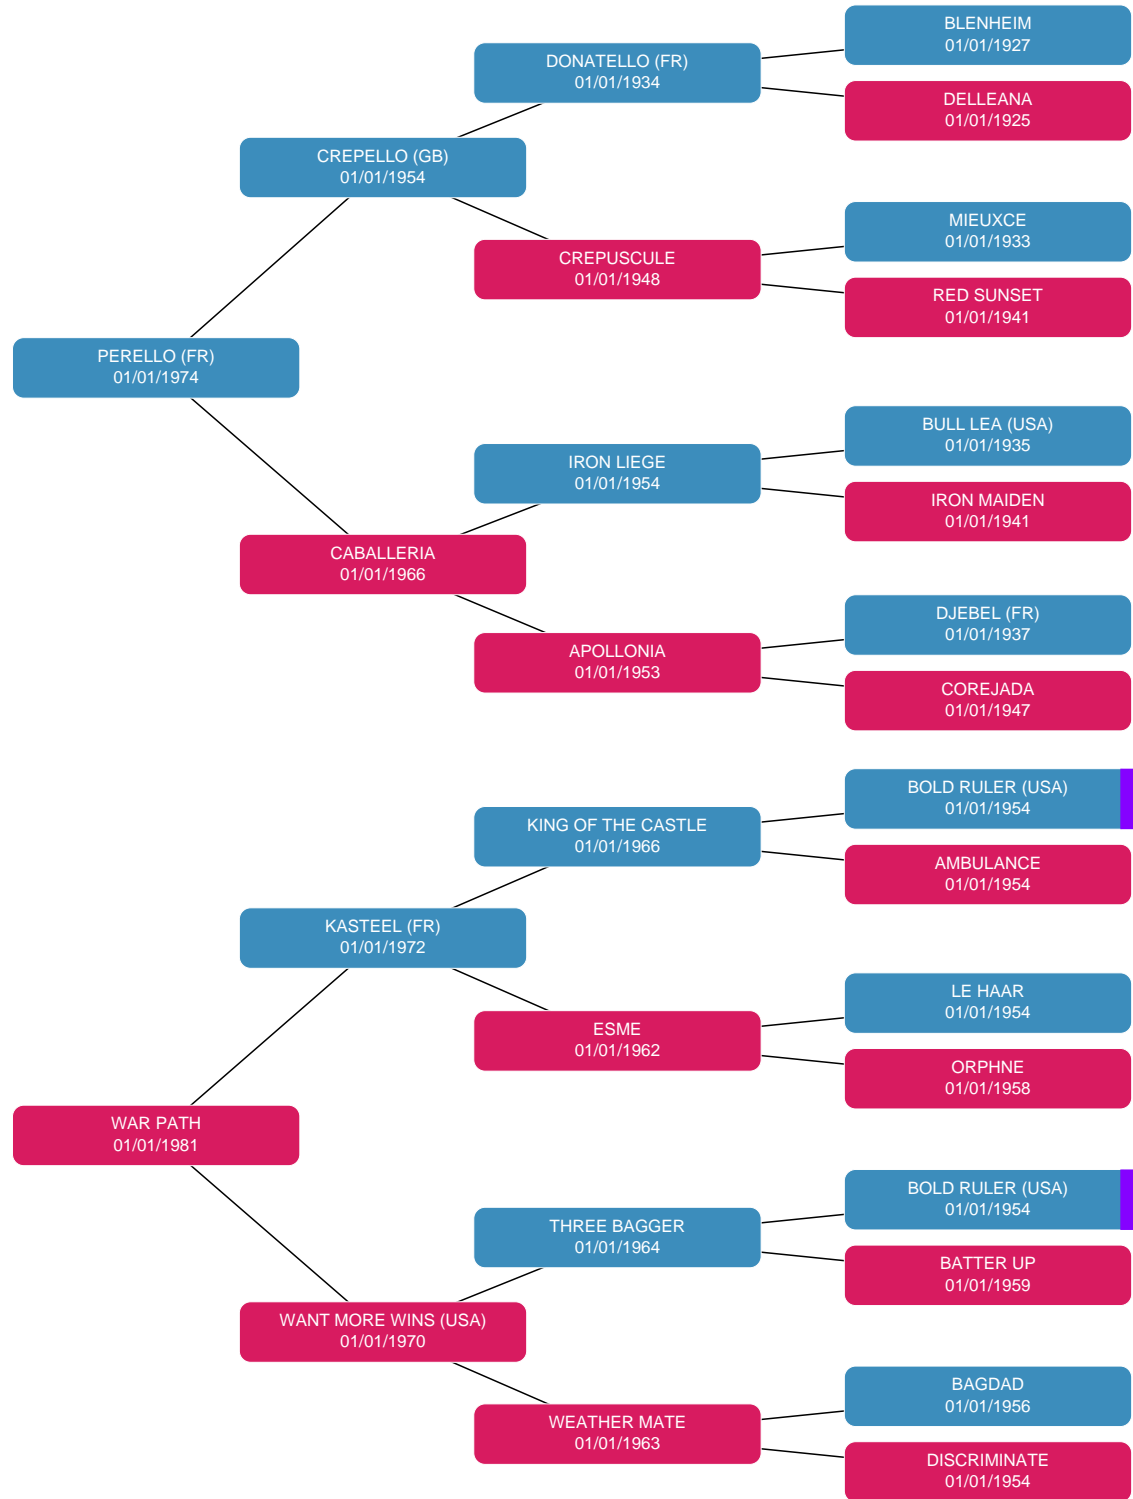 BLENHEIM
01/01/1927
DONATELLO (FR)
01/01/1934
DELLEANA
01/01/1925
CREPELLO (GB)
01/01/1954
MIEUXCE
01/01/1933
CREPUSCULE
01/01/1948
RED SUNSET
01/01/1941
PERELLO (FR)
01/01/1974
BULL LEA (USA)
01/01/1935
IRON LIEGE
01/01/1954
IRON MAIDEN
01/01/1941
CABALLERIA
01/01/1966
DJEBEL (FR)
01/01/1937
APOLLONIA
01/01/1953
COREJADA
01/01/1947
BOLD RULER (USA)
01/01/1954
KING OF THE CASTLE
01/01/1966
AMBULANCE
01/01/1954
KASTEEL (FR)
01/01/1972
LE HAAR
01/01/1954
ESME
01/01/1962
ORPHNE
01/01/1958
WAR PATH
01/01/1981
BOLD RULER (USA)
01/01/1954
THREE BAGGER
01/01/1964
BATTER UP
01/01/1959
WANT MORE WINS (USA)
01/01/1970
BAGDAD
01/01/1956
WEATHER MATE
01/01/1963
DISCRIMINATE
01/01/1954